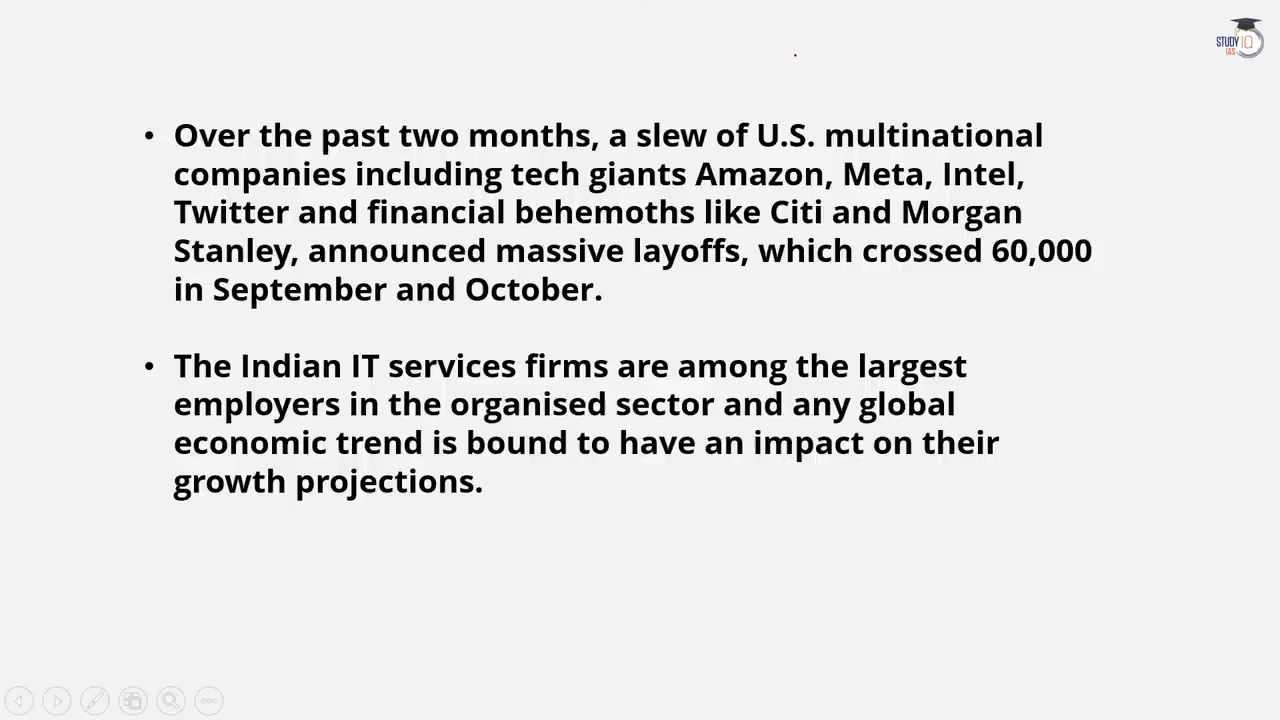 STUDY IQ
IAS
• Over the past two months, a slew of U.S. multinational
companies including tech giants Amazon, Meta, Intel,
Twitter and financial behemoths like Citi and Morgan
Stanley, announced massive layoffs, which crossed 60,000
in September and October.
• The Indian IT services firms are among the largest
employers in the organised sector and any global
economic trend is bound to have an impact on their
growth projections.